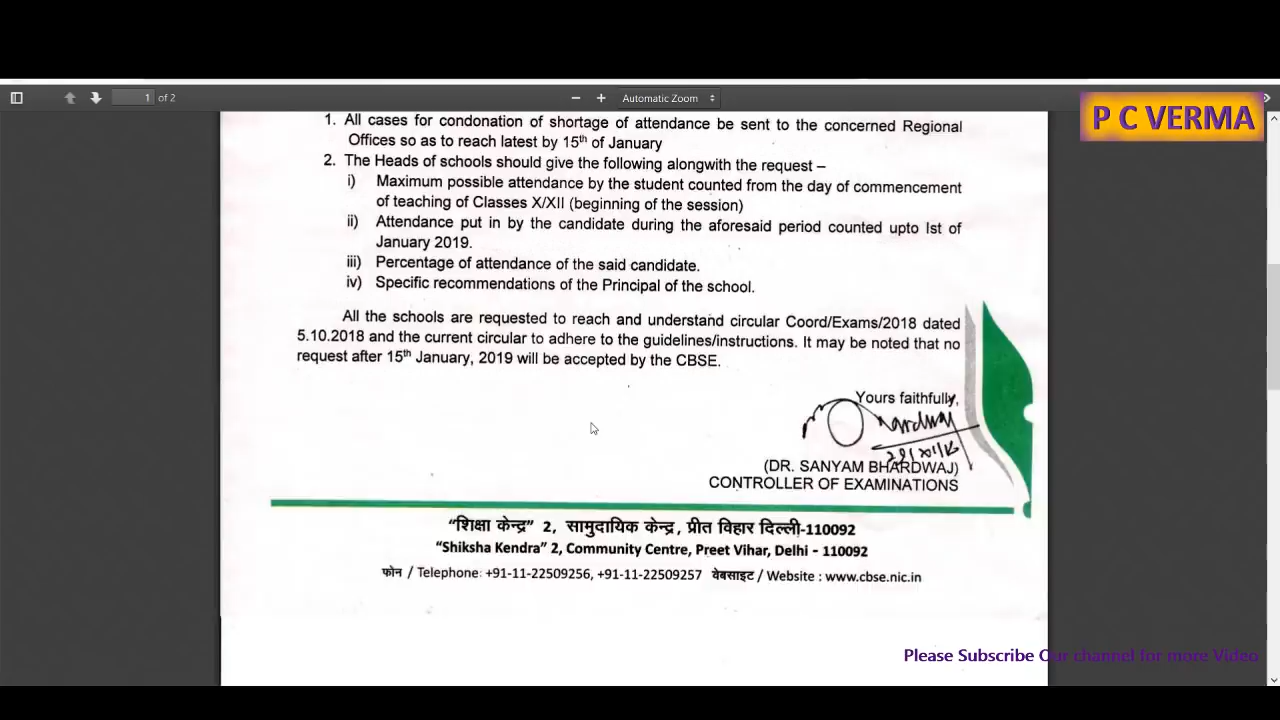 1 of 2
Automatic Zoom
P C VERMA
1. All cases for condonation of shortage of attendance be sent to the concerned Regional
Offices so as to reach latest by 15th of January
2. The Heads of schools should give the following alongwith the request –
i) Maximum possible attendance by the student counted from the day of commencement
of teaching of Classes X/XII (beginning of the session)
ii) Attendance put in by the candidate during the aforesaid period counted upto Ist of
January 2019.
iii) Percentage of attendance of the said candidate.
iv) Specific recommendations of the Principal of the school.
All the schools are requested to reach and understand circular Coord/Exams/2018 dated
5.10.2018 and the current circular to adhere to the guidelines/instructions. It may be noted that no
request after 15th January, 2019 will be accepted by the CBSE.
Yours faithfully,
(DR. SANYAM BHARDWAJ)
CONTROLLER OF EXAMINATIONS
“शिक्षा केन्द्र” 2, सामुदायिक केन्द्र, प्रीत विहार दिल्ली-110092
“Shiksha Kendra” 2, Community Centre, Preet Vihar, Delhi - 110092
फोन / Telephone: +91-11-22509256, +91-11-22509257 वेबसाइट / Website : www.cbse.nic.in
Please Subscribe Our channel for more Video